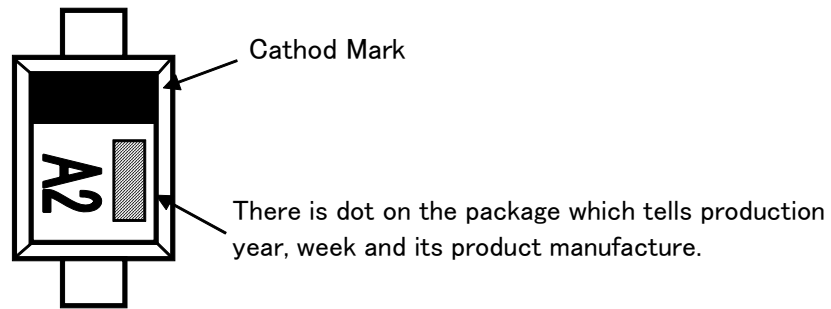 Cathod Mark
A2
There is dot on the package which tells production
year, week and its product manufacture.